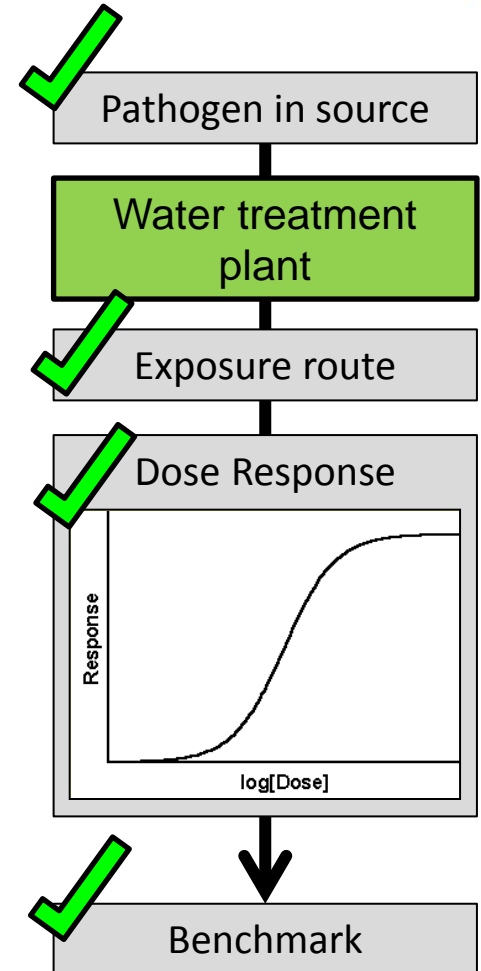 Pathogen in source
Water treatment
plant
Exposure route
Dose Response
Response
log[Dose]
Benchmark